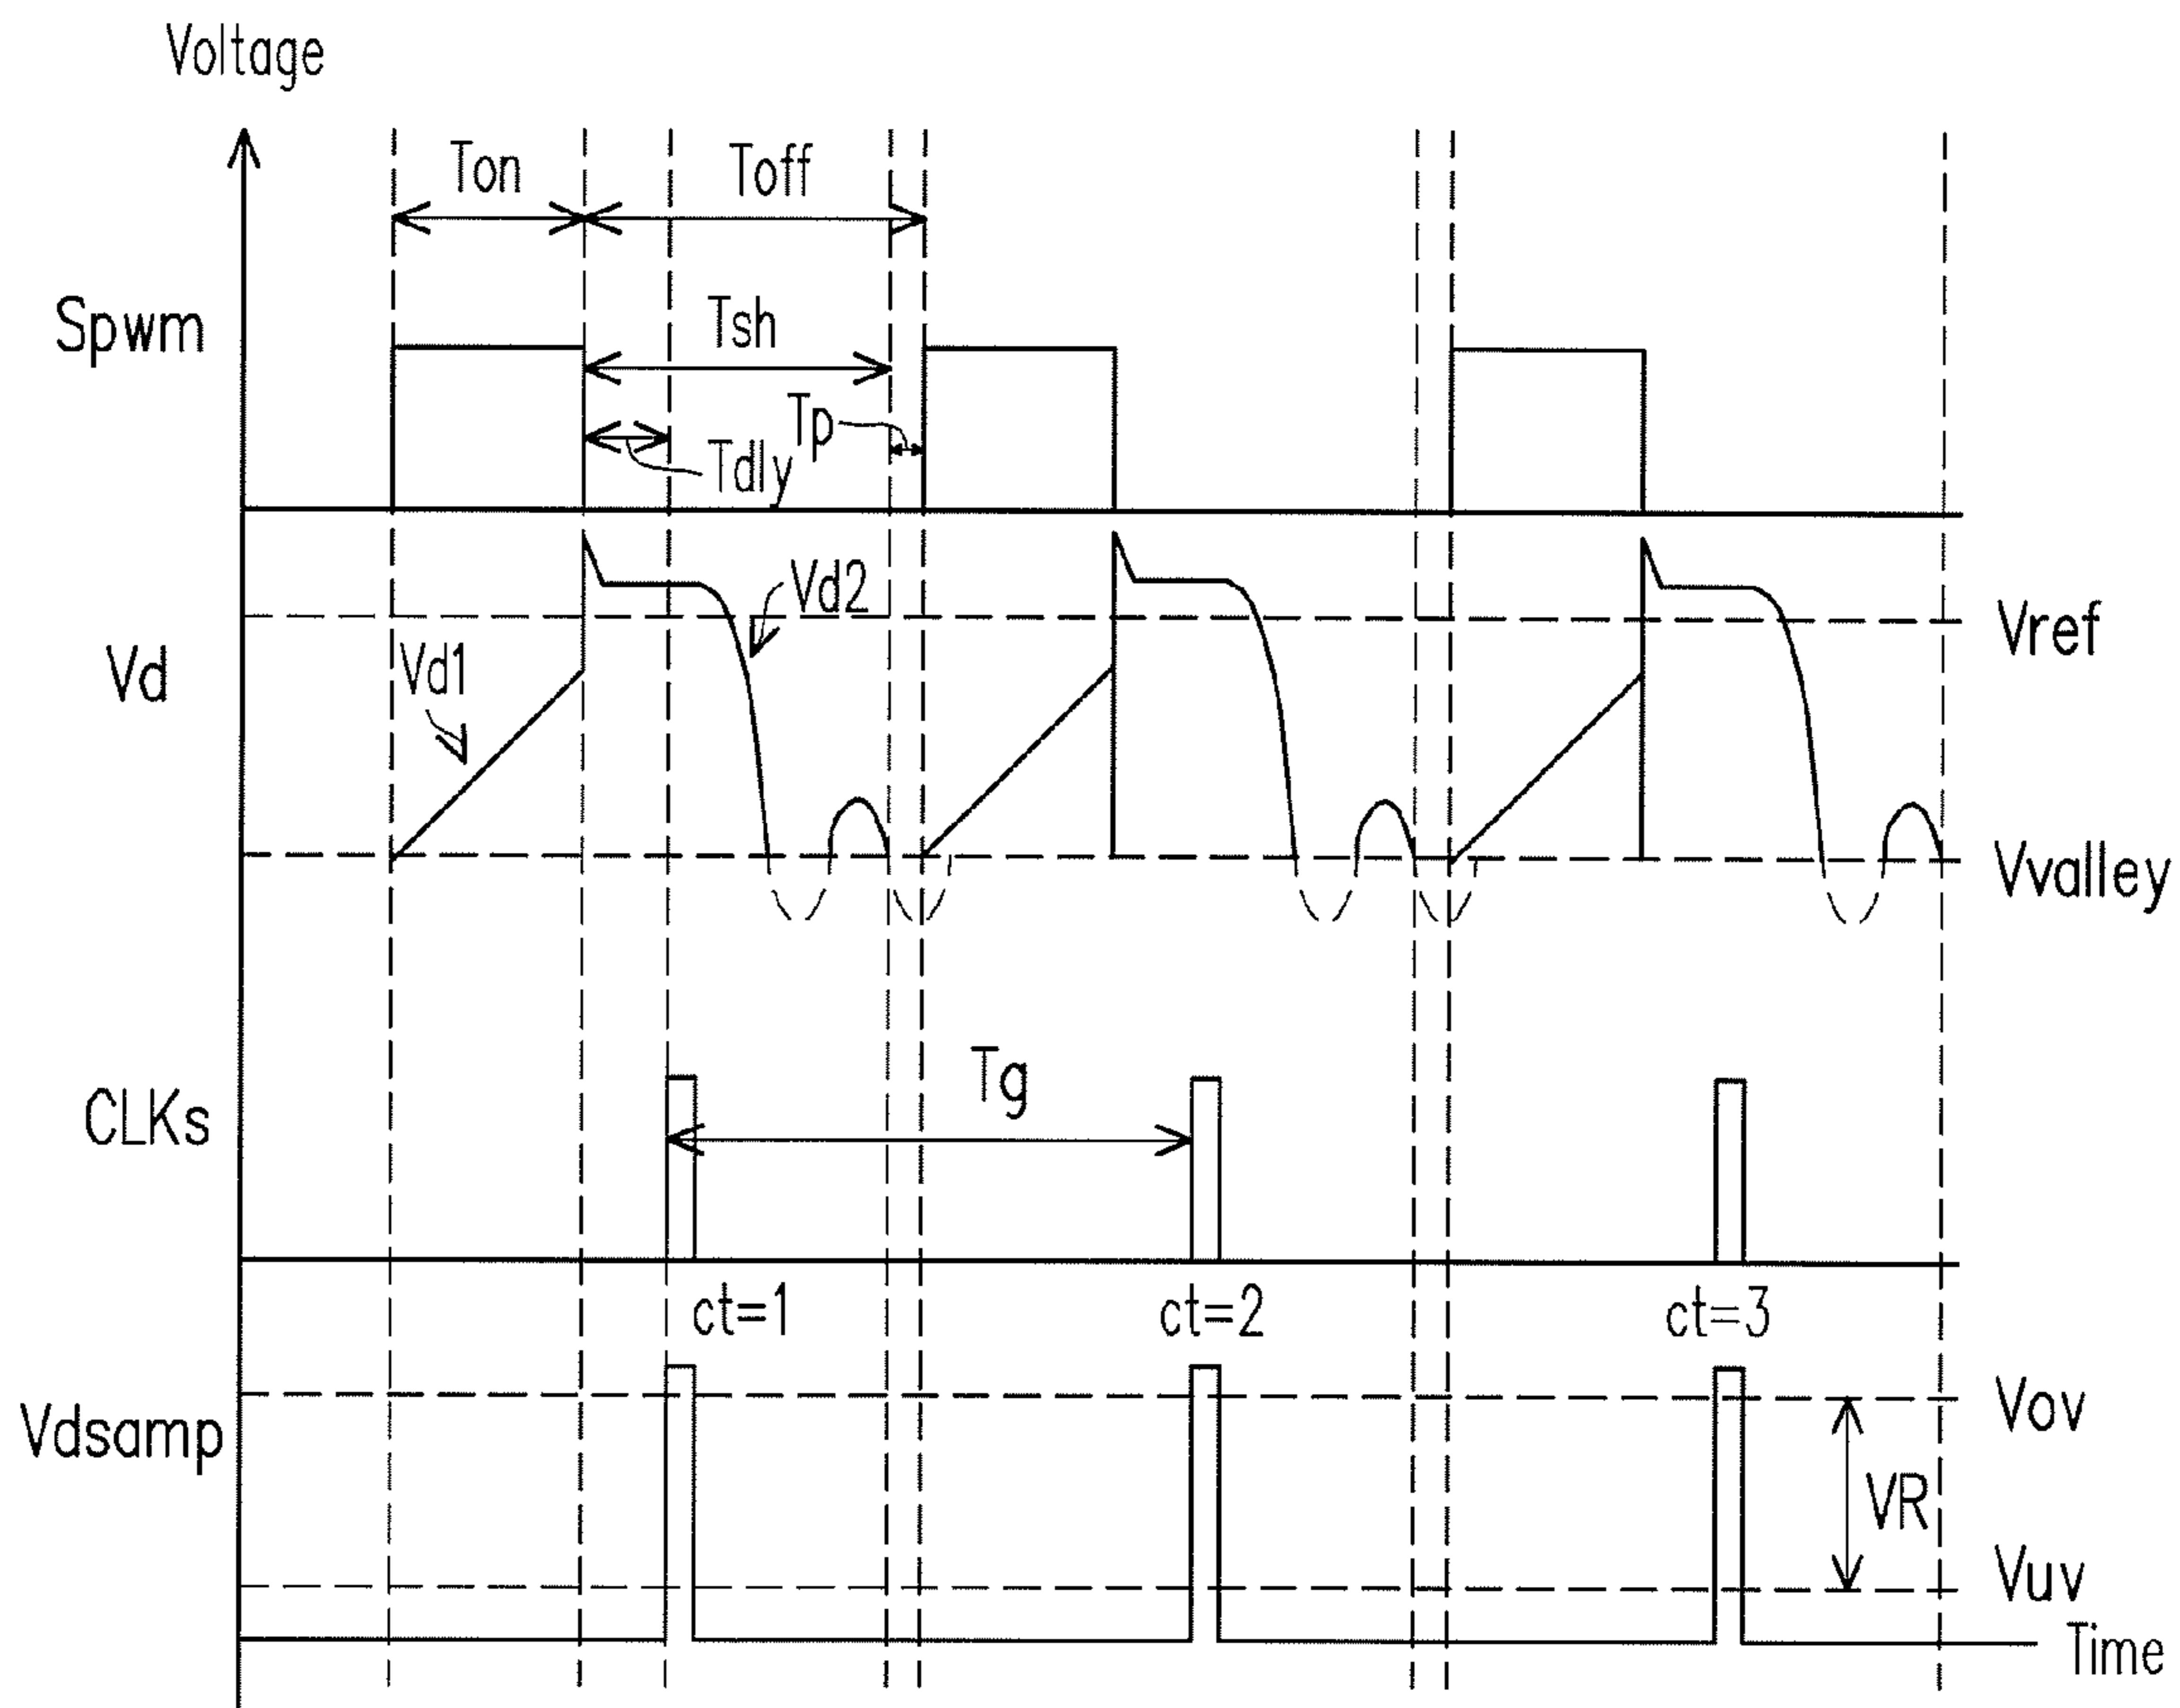 Voltage
Ton
Toff
Spwm
Tsh
Tp
Tdly
Vd2
Vref
Vd
Vd1
Vvalley
Tg
CLKs
ct=1
ct=2
ct=3
Vov
Vdsamp
VR
Vuv
Time